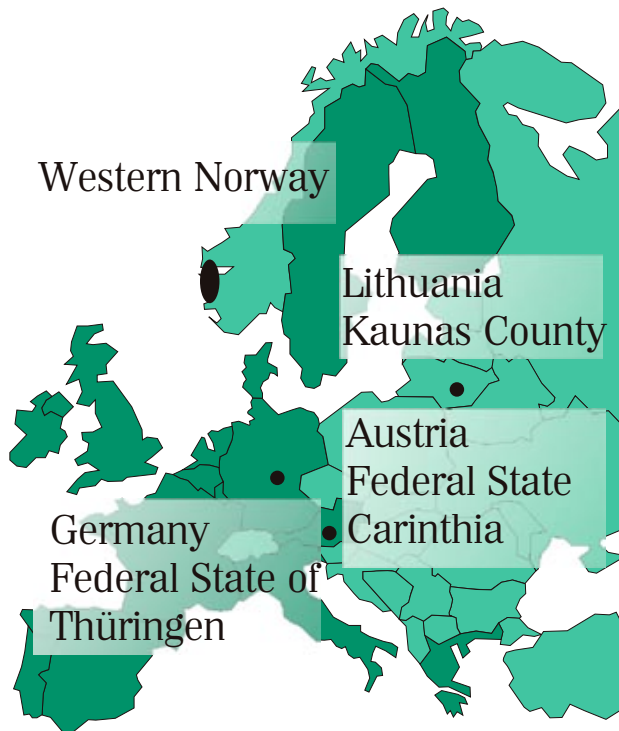 Western Norway
Lithuania
Kaunas County
Austria
Federal State
Carinthia
Germany
Federal State of
Thüringen